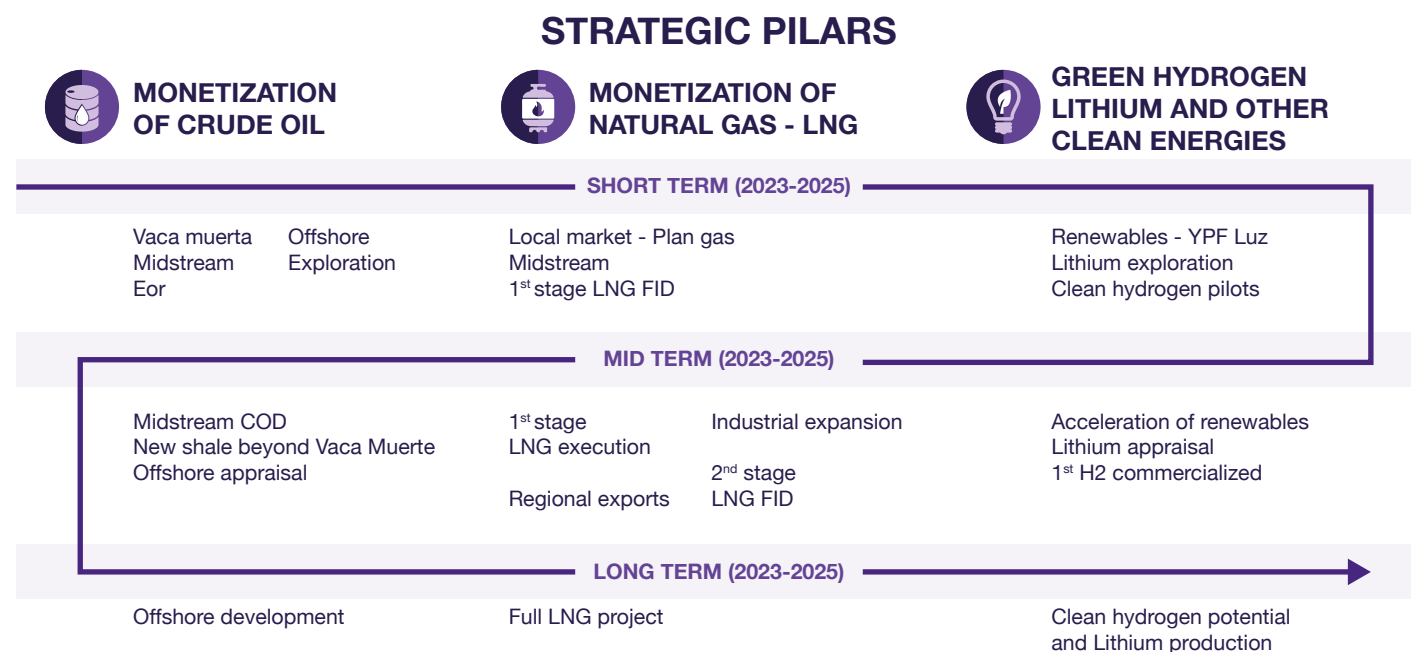 STRATEGIC PILARS
MONETIZATION
OF CRUDE OIL
MONETIZATION OF
NATURAL GAS - LNG
GREEN HYDROGEN
LITHIUM AND OTHER
CLEAN ENERGIES
SHORT TERM (2023-2025)
Vaca muerta
Midstream
Eor
Offshore
Exploration
Local market - Plan gas
Midstream
1st stage LNG FID
Renewables - YPF Luz
Lithium exploration
Clean hydrogen pilots
MID TERM (2023-2025)
Midstream COD
New shale beyond Vaca Muerte
Offshore appraisal
1st stage
LNG execution
Regional exports
Industrial expansion
2nd stage
LNG FID
Acceleration of renewables
Lithium appraisal
1st H2 commercialized
LONG TERM (2023-2025)
Offshore development
Full LNG project
Clean hydrogen potential
and Lithium production